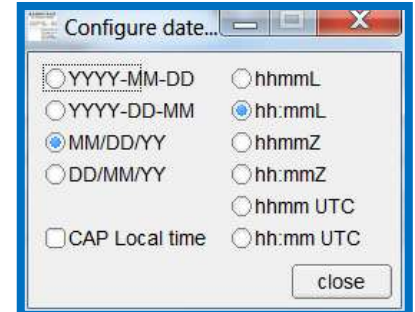 Configure date...
YYYY-MM-DD hhmmL
YYYY-DD-MM hh:mmL
MM/DD/YY hhmmZ
DD/MM/YY hh:mmZ
hhmm UTC
CAP Local time hh:mm UTC
close